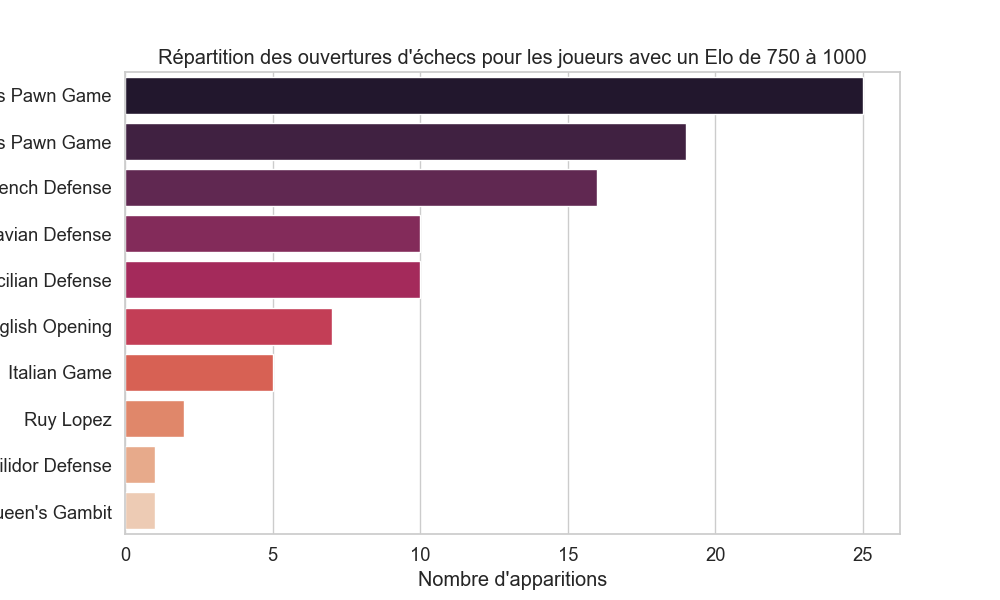 Répartition des ouvertures d'échecs pour les joueurs avec un Elo de 750 à 1000
s Pawn Game
s Pawn Game
ench Defense
avian Defense
cilian Defense
glish Opening
Italian Game
Ruy Lopez
ilidor Defense
ueen's Gambit
0 5 10 15 20 25
Nombre d'apparitions